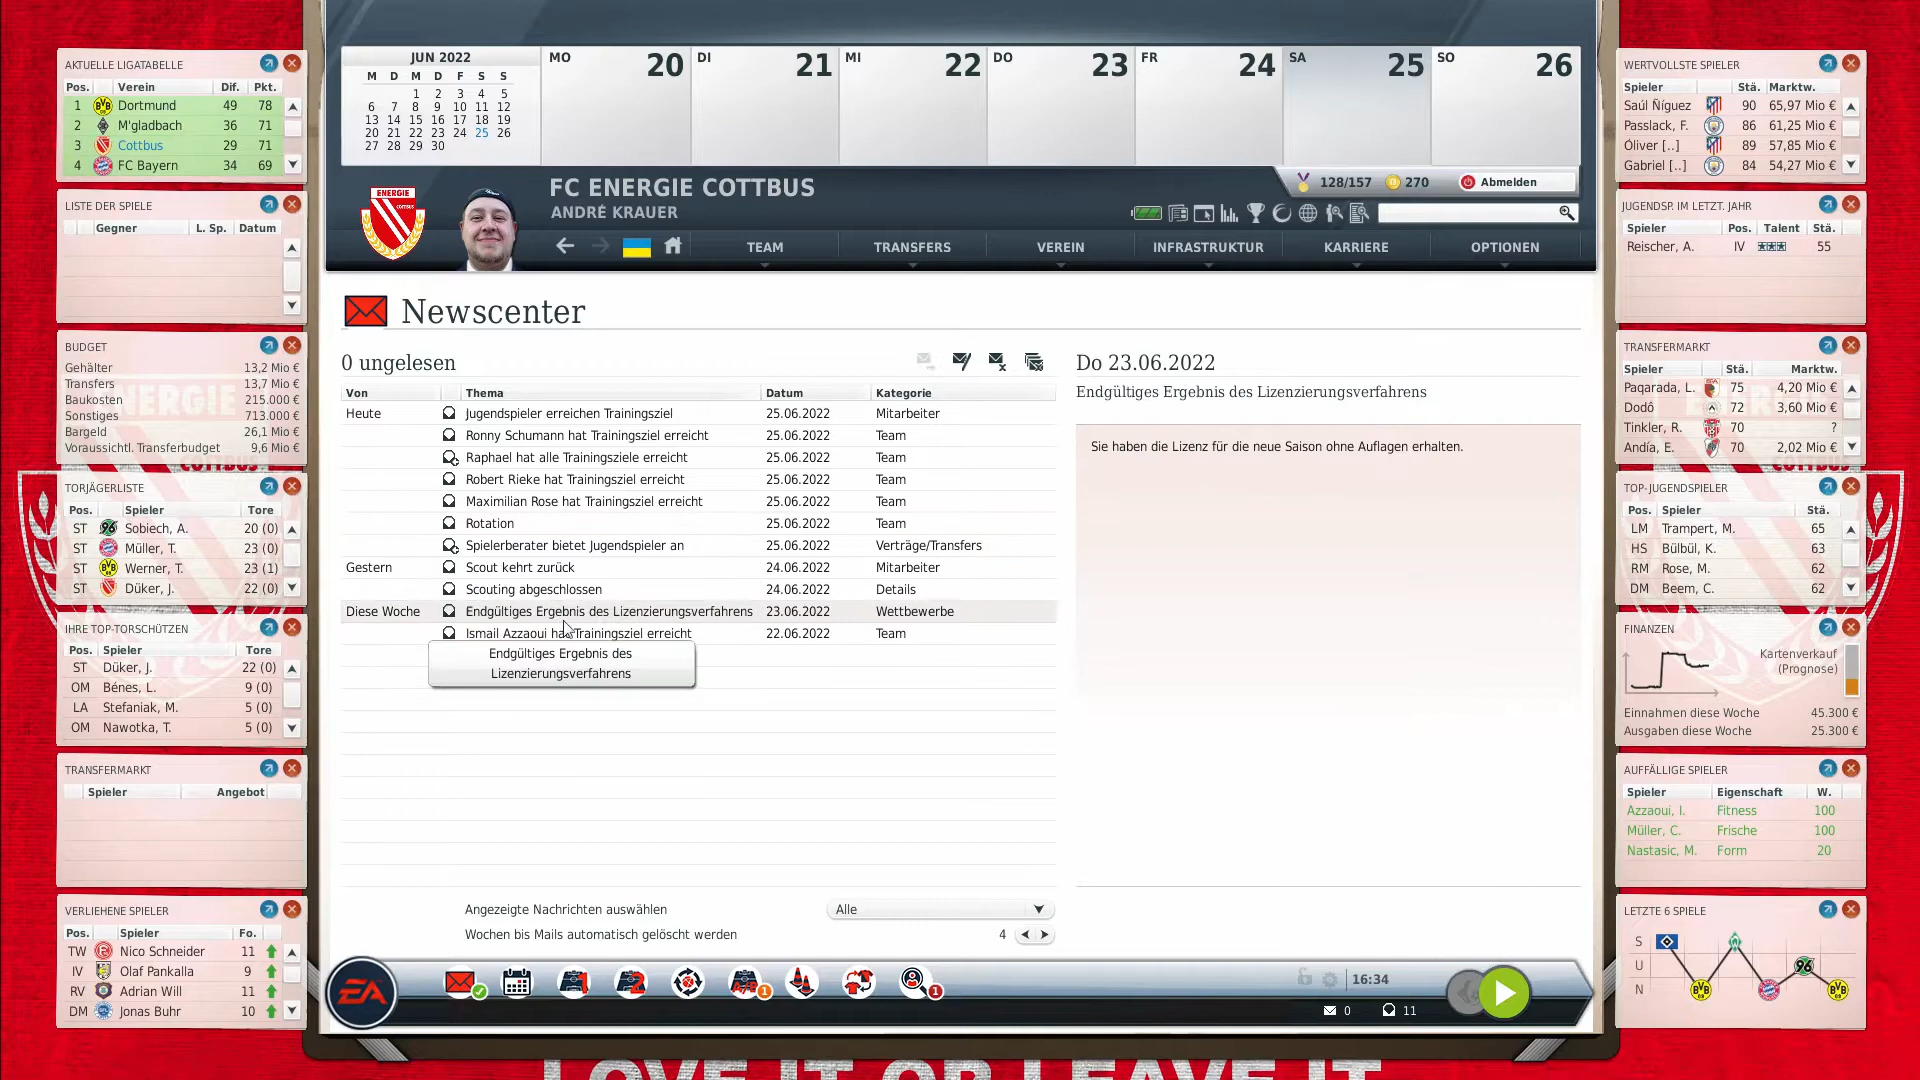 AKTUELLE LIGATABELLE
Pos. Verein Dif. Pkt.
1 Dortmund 49 78
2 M'gladbach 36 71
3 Cottbus 29 71
4 FC Bayern 34 69
LISTE DER SPIELE
Gegner L. Sp. Datum
BUDGET
Gehälter 13,2 Mio €
Transfers 13,7 Mio €
Baukosten 215.000 €
Sonstiges 713.000 €
Bargeld 26,1 Mio €
Voraussichtl. Transferbudget 9,6 Mio €
TORJÄGERLISTE
Pos. Spieler Tore
ST Sobiech, A. 20 (0)
ST Müller, T. 23 (0)
ST Werner, T. 23 (1)
ST Düker, J. 22 (0)
IHRE TOP-TORSCHÜTZEN
Pos. Spieler Tore
ST Düker, J. 22 (0)
OM Bénes, L. 9 (0)
LA Stefaniak, M. 5 (0)
OM Nawotka, T. 5 (0)
TRANSFERMARKT
Spieler Angebot
VERLIEHENE SPIELER
Pos. Spieler Fo.
TW Nico Schneider 11
IV Olaf Pankalla 9
RV Adrian Will 11
DM Jonas Buhr 10
JUN 2022
M D M D F S S
1 2 3 4 5
6 7 8 9 10 11 12
13 14 15 16 17 18 19
20 21 22 23 24 25 26
27 28 29 30
MO 20
DI 21
MI 22
DO 23
FR 24
SA 25
SO 26
128/157 270 Abmelden
ENERGIE
COTTBUS
FC ENERGIE COTTBUS
ANDRÉ KRAUER
TEAM TRANSFERS VEREIN INFRASTRUKTUR KARRIERE OPTIONEN
Newscenter
0 ungelesen
Von Thema Datum Kategorie
Heute Jugendspieler erreichen Trainingsziel 25.06.2022 Mitarbeiter
Ronny Schumann hat Trainingsziel erreicht 25.06.2022 Team
Raphael hat alle Trainingsziele erreicht 25.06.2022 Team
Robert Rieke hat Trainingsziel erreicht 25.06.2022 Team
Maximilian Rose hat Trainingsziel erreicht 25.06.2022 Team
Rotation 25.06.2022 Team
Spielerberater bietet Jugendspieler an 25.06.2022 Verträge/Transfers
Gestern Scout kehrt zurück 24.06.2022 Mitarbeiter
Scouting abgeschlossen 24.06.2022 Details
Diese Woche Endgültiges Ergebnis des Lizenzierungsverfahrens 23.06.2022 Wettbewerbe
Ismail Azzaoui hat Trainingsziel erreicht 22.06.2022 Team
Endgültiges Ergebnis des
Lizenzierungsverfahrens
Angezeigte Nachrichten auswählen Alle
Wochen bis Mails automatisch gelöscht werden 4
Do 23.06.2022
Endgültiges Ergebnis des Lizenzierungsverfahrens
Sie haben die Lizenz für die neue Saison ohne Auflagen erhalten.
EA
1 2 A/B 1 1
16:34
0 11
LOVE IT OR LEAVE IT
WERTVOLLSTE SPIELER
Spieler Stä. Marktw.
Saúl Ñíguez 90 65,97 Mio €
Passlack, F. 86 61,25 Mio €
Óliver [..] 89 57,85 Mio €
Gabriel [..] 84 54,27 Mio €
JUGENDSP. IM LETZT. JAHR
Spieler Pos. Talent Stä.
Reischer, A. IV 55
TRANSFERMARKT
Spieler Stä. Marktw.
Paqarada, L. 75 4,20 Mio €
Dodô 72 3,60 Mio €
Tinkler, R. 70 ?
Andía, E. 70 2,02 Mio €
TOP-JUGENDSPIELER
Pos. Spieler Stä.
LM Trampert, M. 65
HS Bülbül, K. 63
RM Rose, M. 62
DM Beem, C. 62
FINANZEN
Kartenverkauf
(Prognose)
Einnahmen diese Woche 45.300 €
Ausgaben diese Woche 25.300 €
AUFFÄLLIGE SPIELER
Spieler Eigenschaft W.
Azzaoui, I. Fitness 100
Müller, C. Frische 100
Nastasic, M. Form 20
LETZTE 6 SPIELE
S
U
N